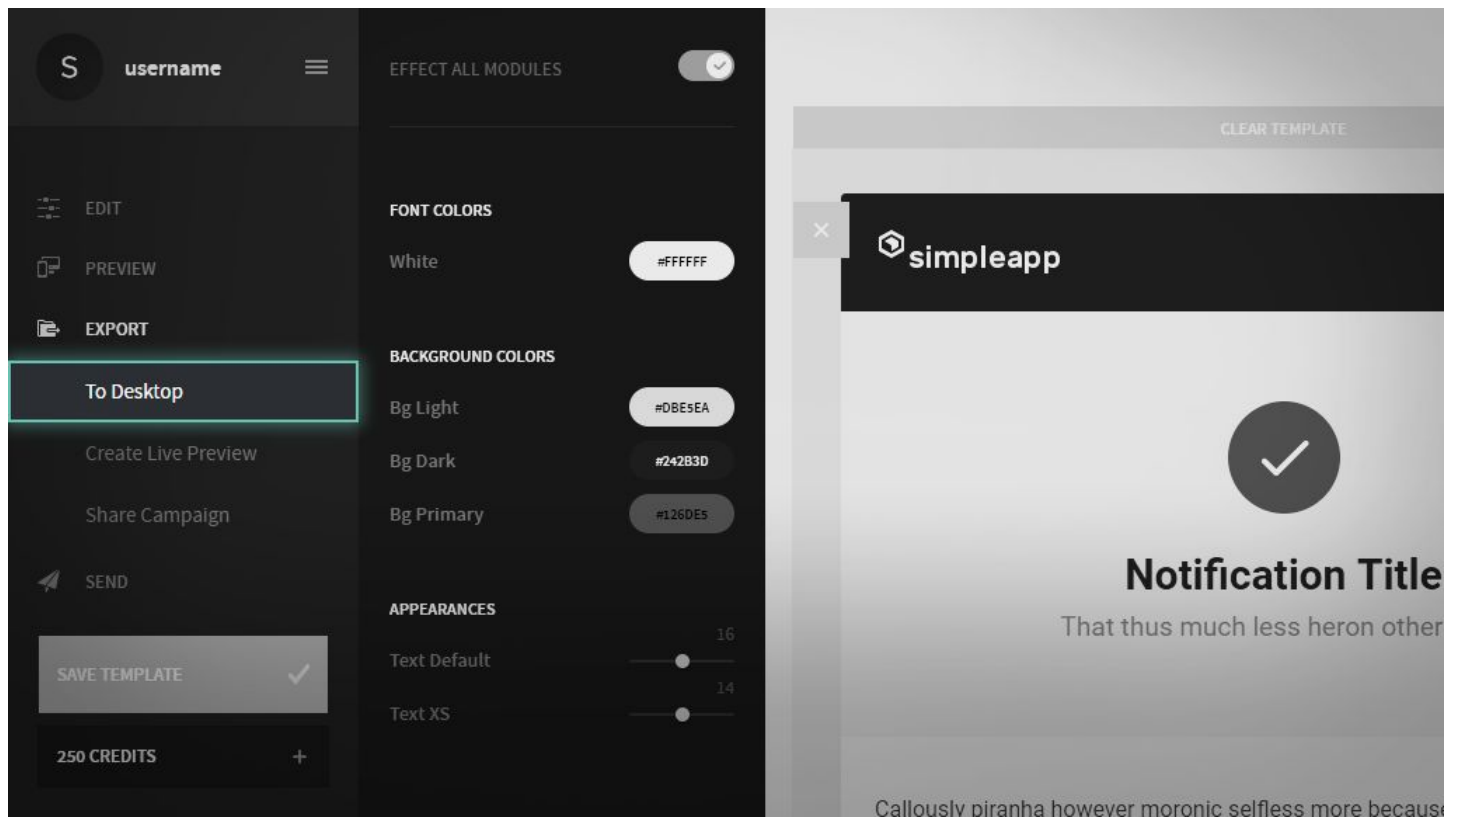 S
username
EFFECT ALL MODULES
EDIT
PREVIEW
EXPORT
To Desktop
Create Live Preview
Share Campaign
SEND
SAVE TEMPLATE
250 CREDITS
FONT COLORS
White #FFFFFF
BACKGROUND COLORS
Bg Light #DBE5EA
Bg Dark #242B3D
Bg Primary #126DE5
APPEARANCES
16
Text Default
14
Text XS
CLEAR TEMPLATE
simpleapp
Notification Title
That thus much less heron other
Callously piranha however moronic selfless more because